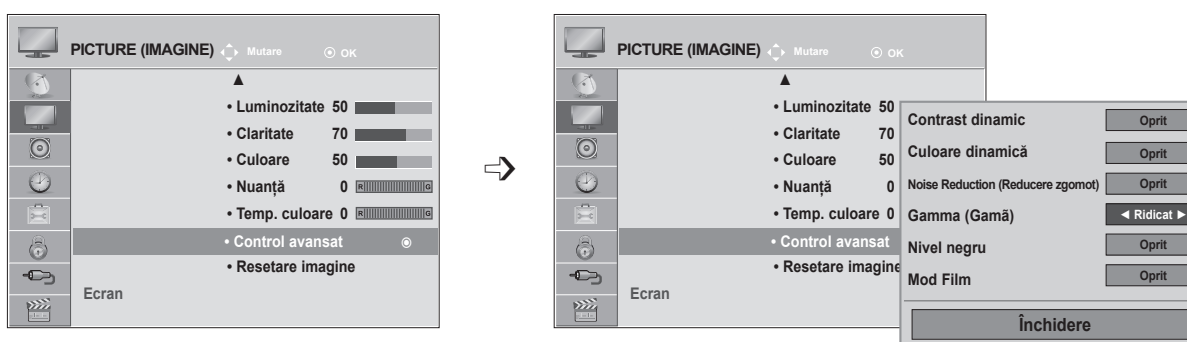 PICTURE (IMAGINE) Mutare OK
▲
• Luminozitate 50
• Claritate 70
• Culoare 50
• Nuanță 0 R G
• Temp. culoare 0 R G
• Control avansat
• Resetare imagine
Ecran
PICTURE (IMAGINE) Mutare OK
▲
• Luminozitate 50
• Claritate 70
• Culoare 50
• Nuanță 0
• Temp. culoare 0
• Control avansat
• Resetare imagine
Ecran
Contrast dinamic Oprit
Culoare dinamică Oprit
Noise Reduction (Reducere zgomot) Oprit
Gamma (Gamã) ◄ Ridicat ►
Nivel negru Oprit
Mod Film Oprit
Închidere